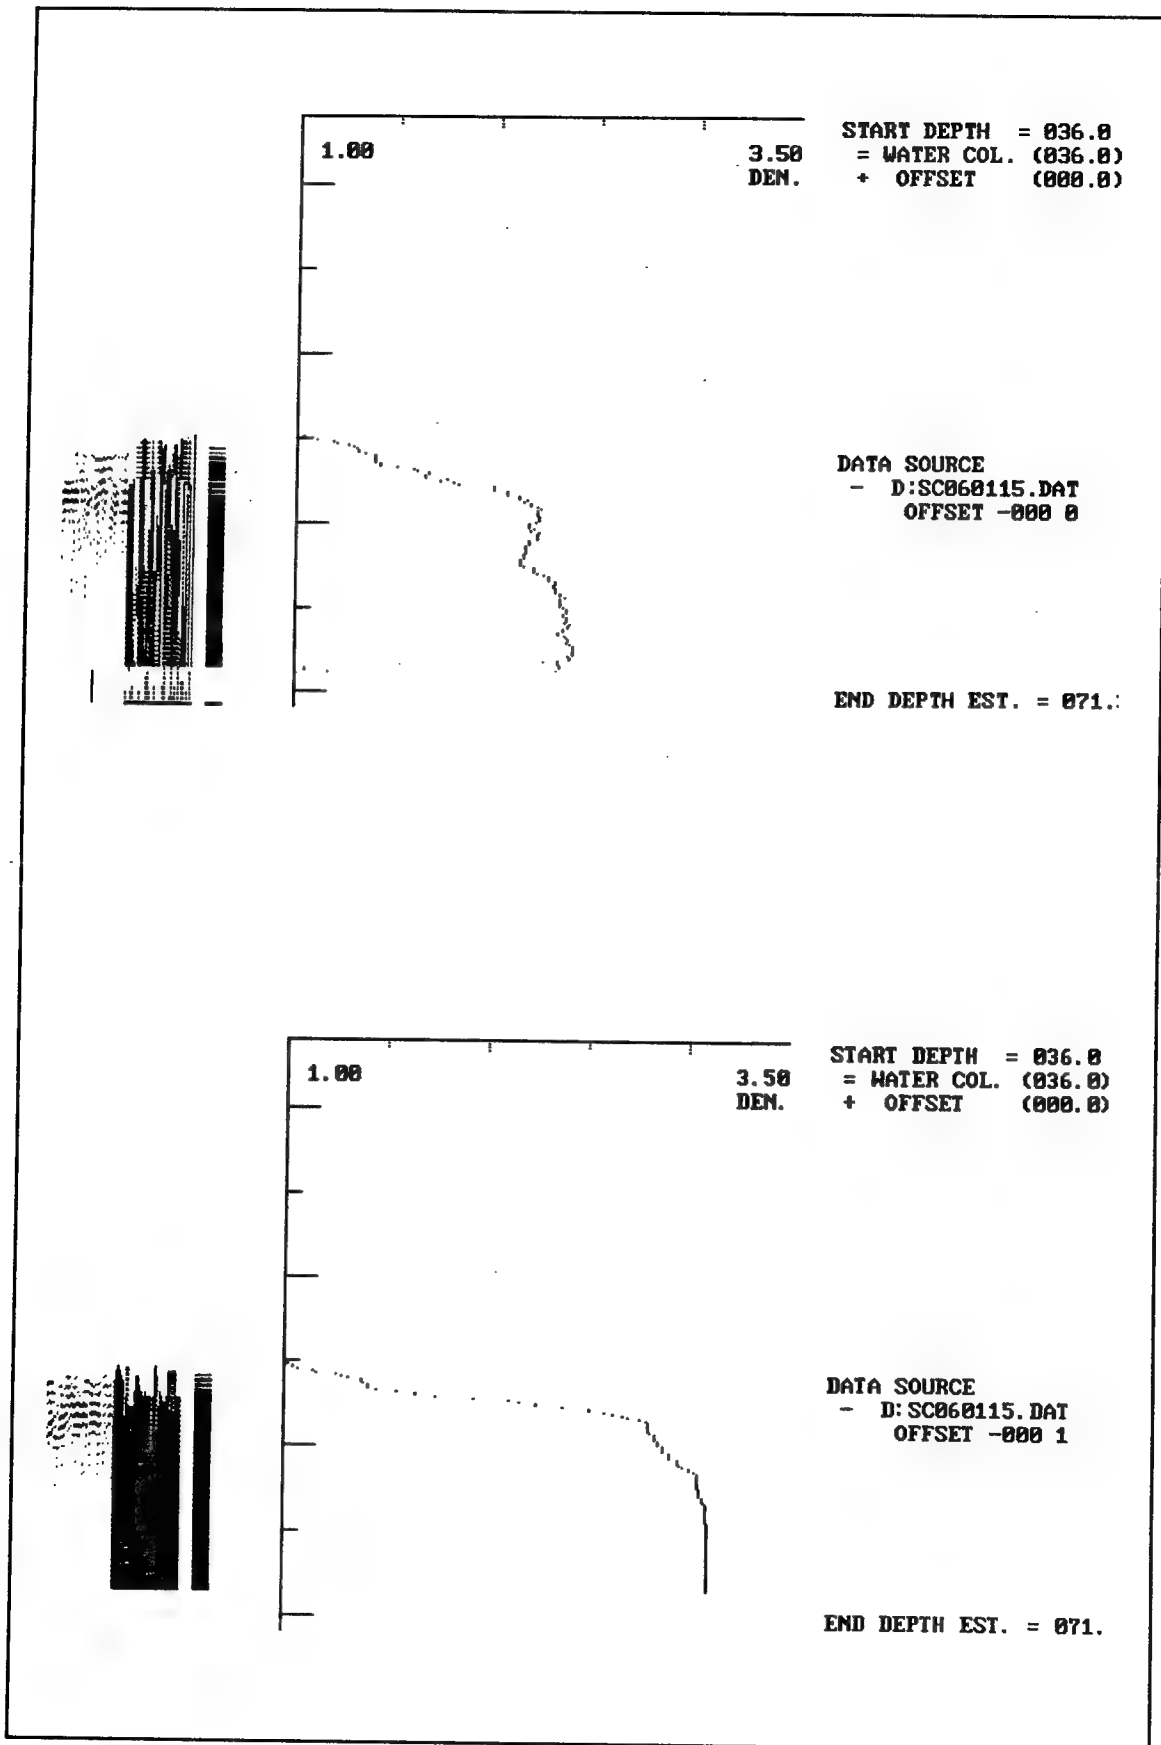 1.00
3.50
DEN.
START DEPTH = 036.0
= WATER COL. (036.0)
+ OFFSET (000.0)
DATA SOURCE
- D:SC060115.DAT
OFFSET -000 0
END DEPTH EST. = 071.
1.00
3.50
DEN.
START DEPTH = 036.0
= WATER COL. (036.0)
+ OFFSET (000.0)
DATA SOURCE
- D:SC060115.DAT
OFFSET -000 1
END DEPTH EST. = 071.